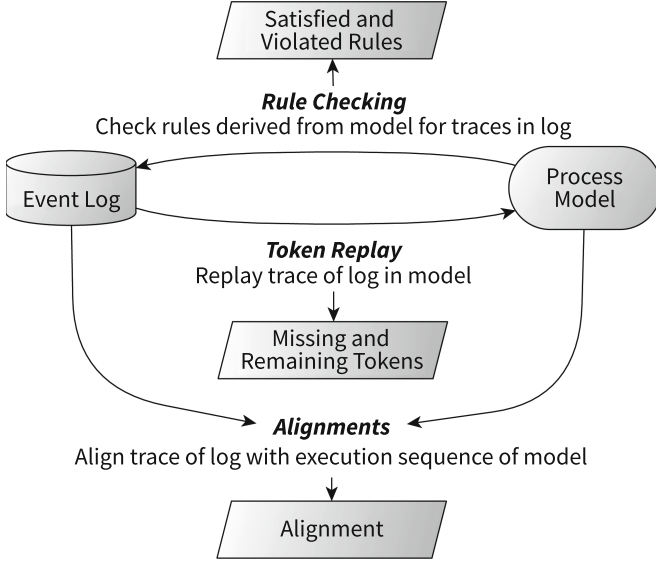 Satisfied and
Violated Rules
Rule Checking
Check rules derived from model for traces in log
Event Log
Process
Model
Token Replay
Replay trace of log in model
Missing and
Remaining Tokens
Alignments
Align trace of log with execution sequence of model
Alignment